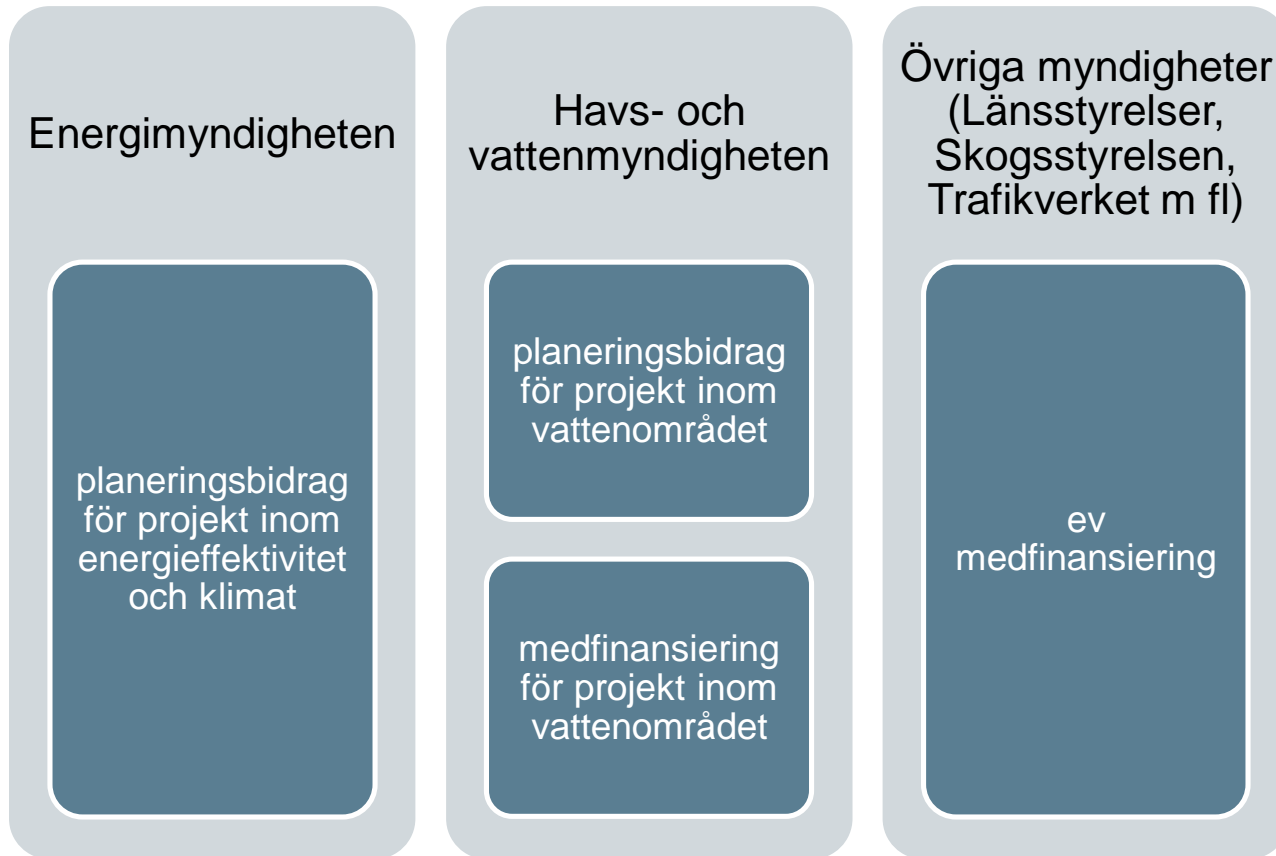 Energimyndigheten
planeringsbidrag
för projekt inom
energieffektivitet
och klimat
Havs- och
vattenmyndigheten
planeringsbidrag
för projekt inom
vattenområdet
medfinansiering
för projekt inom
vattenområdet
Övriga myndigheter
(Länsstyrelser,
Skogsstyrelsen,
Trafikverket m fl)
ev
medfinansiering